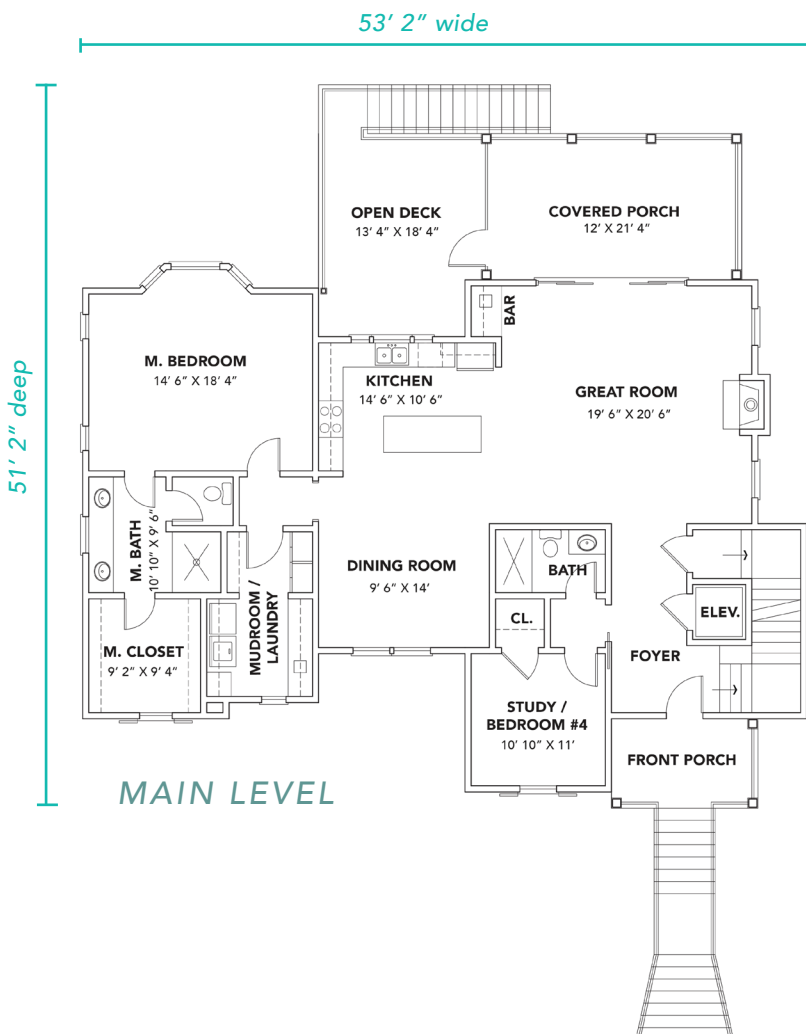 53’ 2” wide
51’ 2” deep
OPEN DECK
13’ 4” X 18’ 4”
COVERED PORCH
12’ X 21’ 4”
BAR
M. BEDROOM
14’ 6” X 18’ 4”
KITCHEN
14’ 6” X 10’ 6”
GREAT ROOM
19’ 6” X 20’ 6”
M. BATH
10’ 10” X 9’ 6”
DINING ROOM
9’ 6” X 14’
BATH
MUDROOM /
LAUNDRY
CL.
ELEV.
M. CLOSET
9’ 2” X 9’ 4”
FOYER
STUDY /
BEDROOM #4
10’ 10” X 11’
FRONT PORCH
MAIN LEVEL